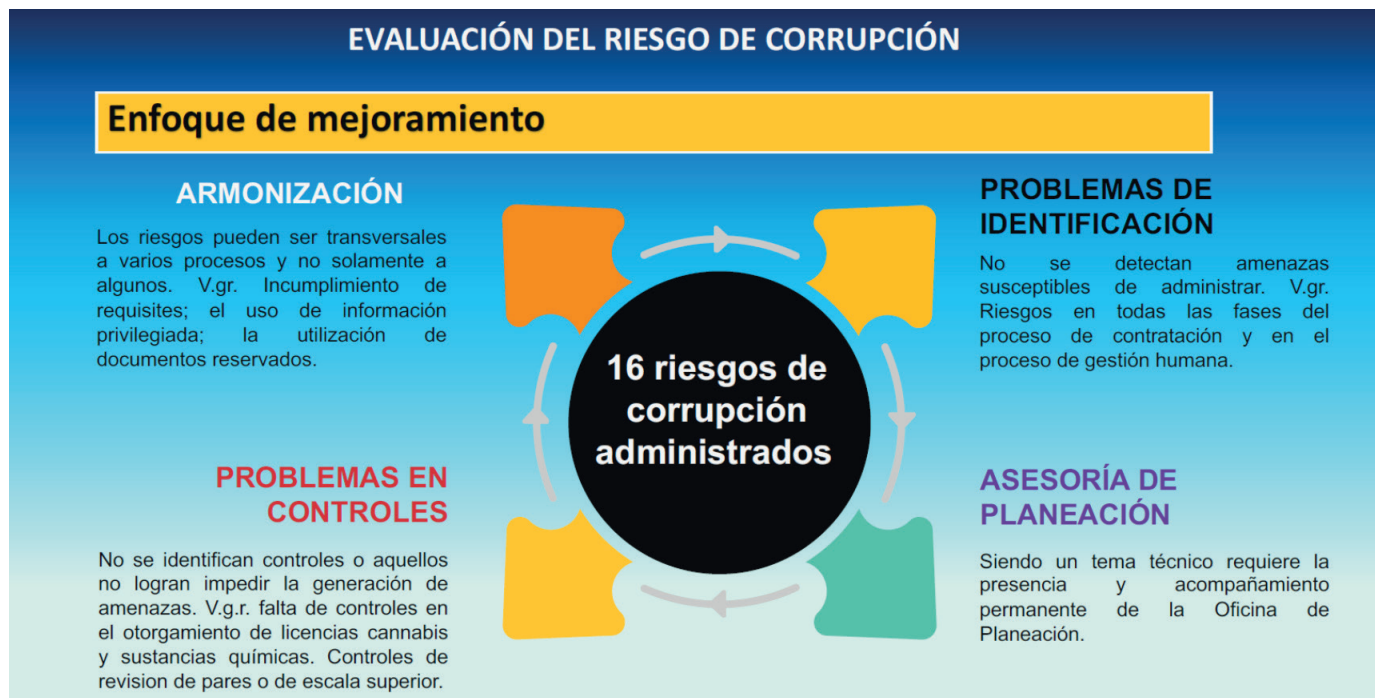 EVALUACIÓN DEL RIESGO DE CORRUPCIÓN
Enfoque de mejoramiento
ARMONIZACIÓN
Los riesgos pueden ser transversales
a varios procesos y no solamente a
algunos. V.gr. Incumplimiento de
requisites; el uso de información
privilegiada; la utilización de
documentos reservados.
PROBLEMAS DE
IDENTIFICACIÓN
No se detectan amenazas
susceptibles de administrar. V.gr.
Riesgos en todas las fases del
proceso de contratación y en el
proceso de gestión humana.
16 riesgos de
corrupción
administrados
PROBLEMAS EN
CONTROLES
No se identifican controles o aquellos
no logran impedir la generación de
amenazas. V.g.r. falta de controles en
el otorgamiento de licencias cannabis
y sustancias químicas. Controles de
revision de pares o de escala superior.
ASESORÍA DE
PLANEACIÓN
Siendo un tema técnico requiere la
presencia y acompañamiento
permanente de la Oficina de
Planeación.